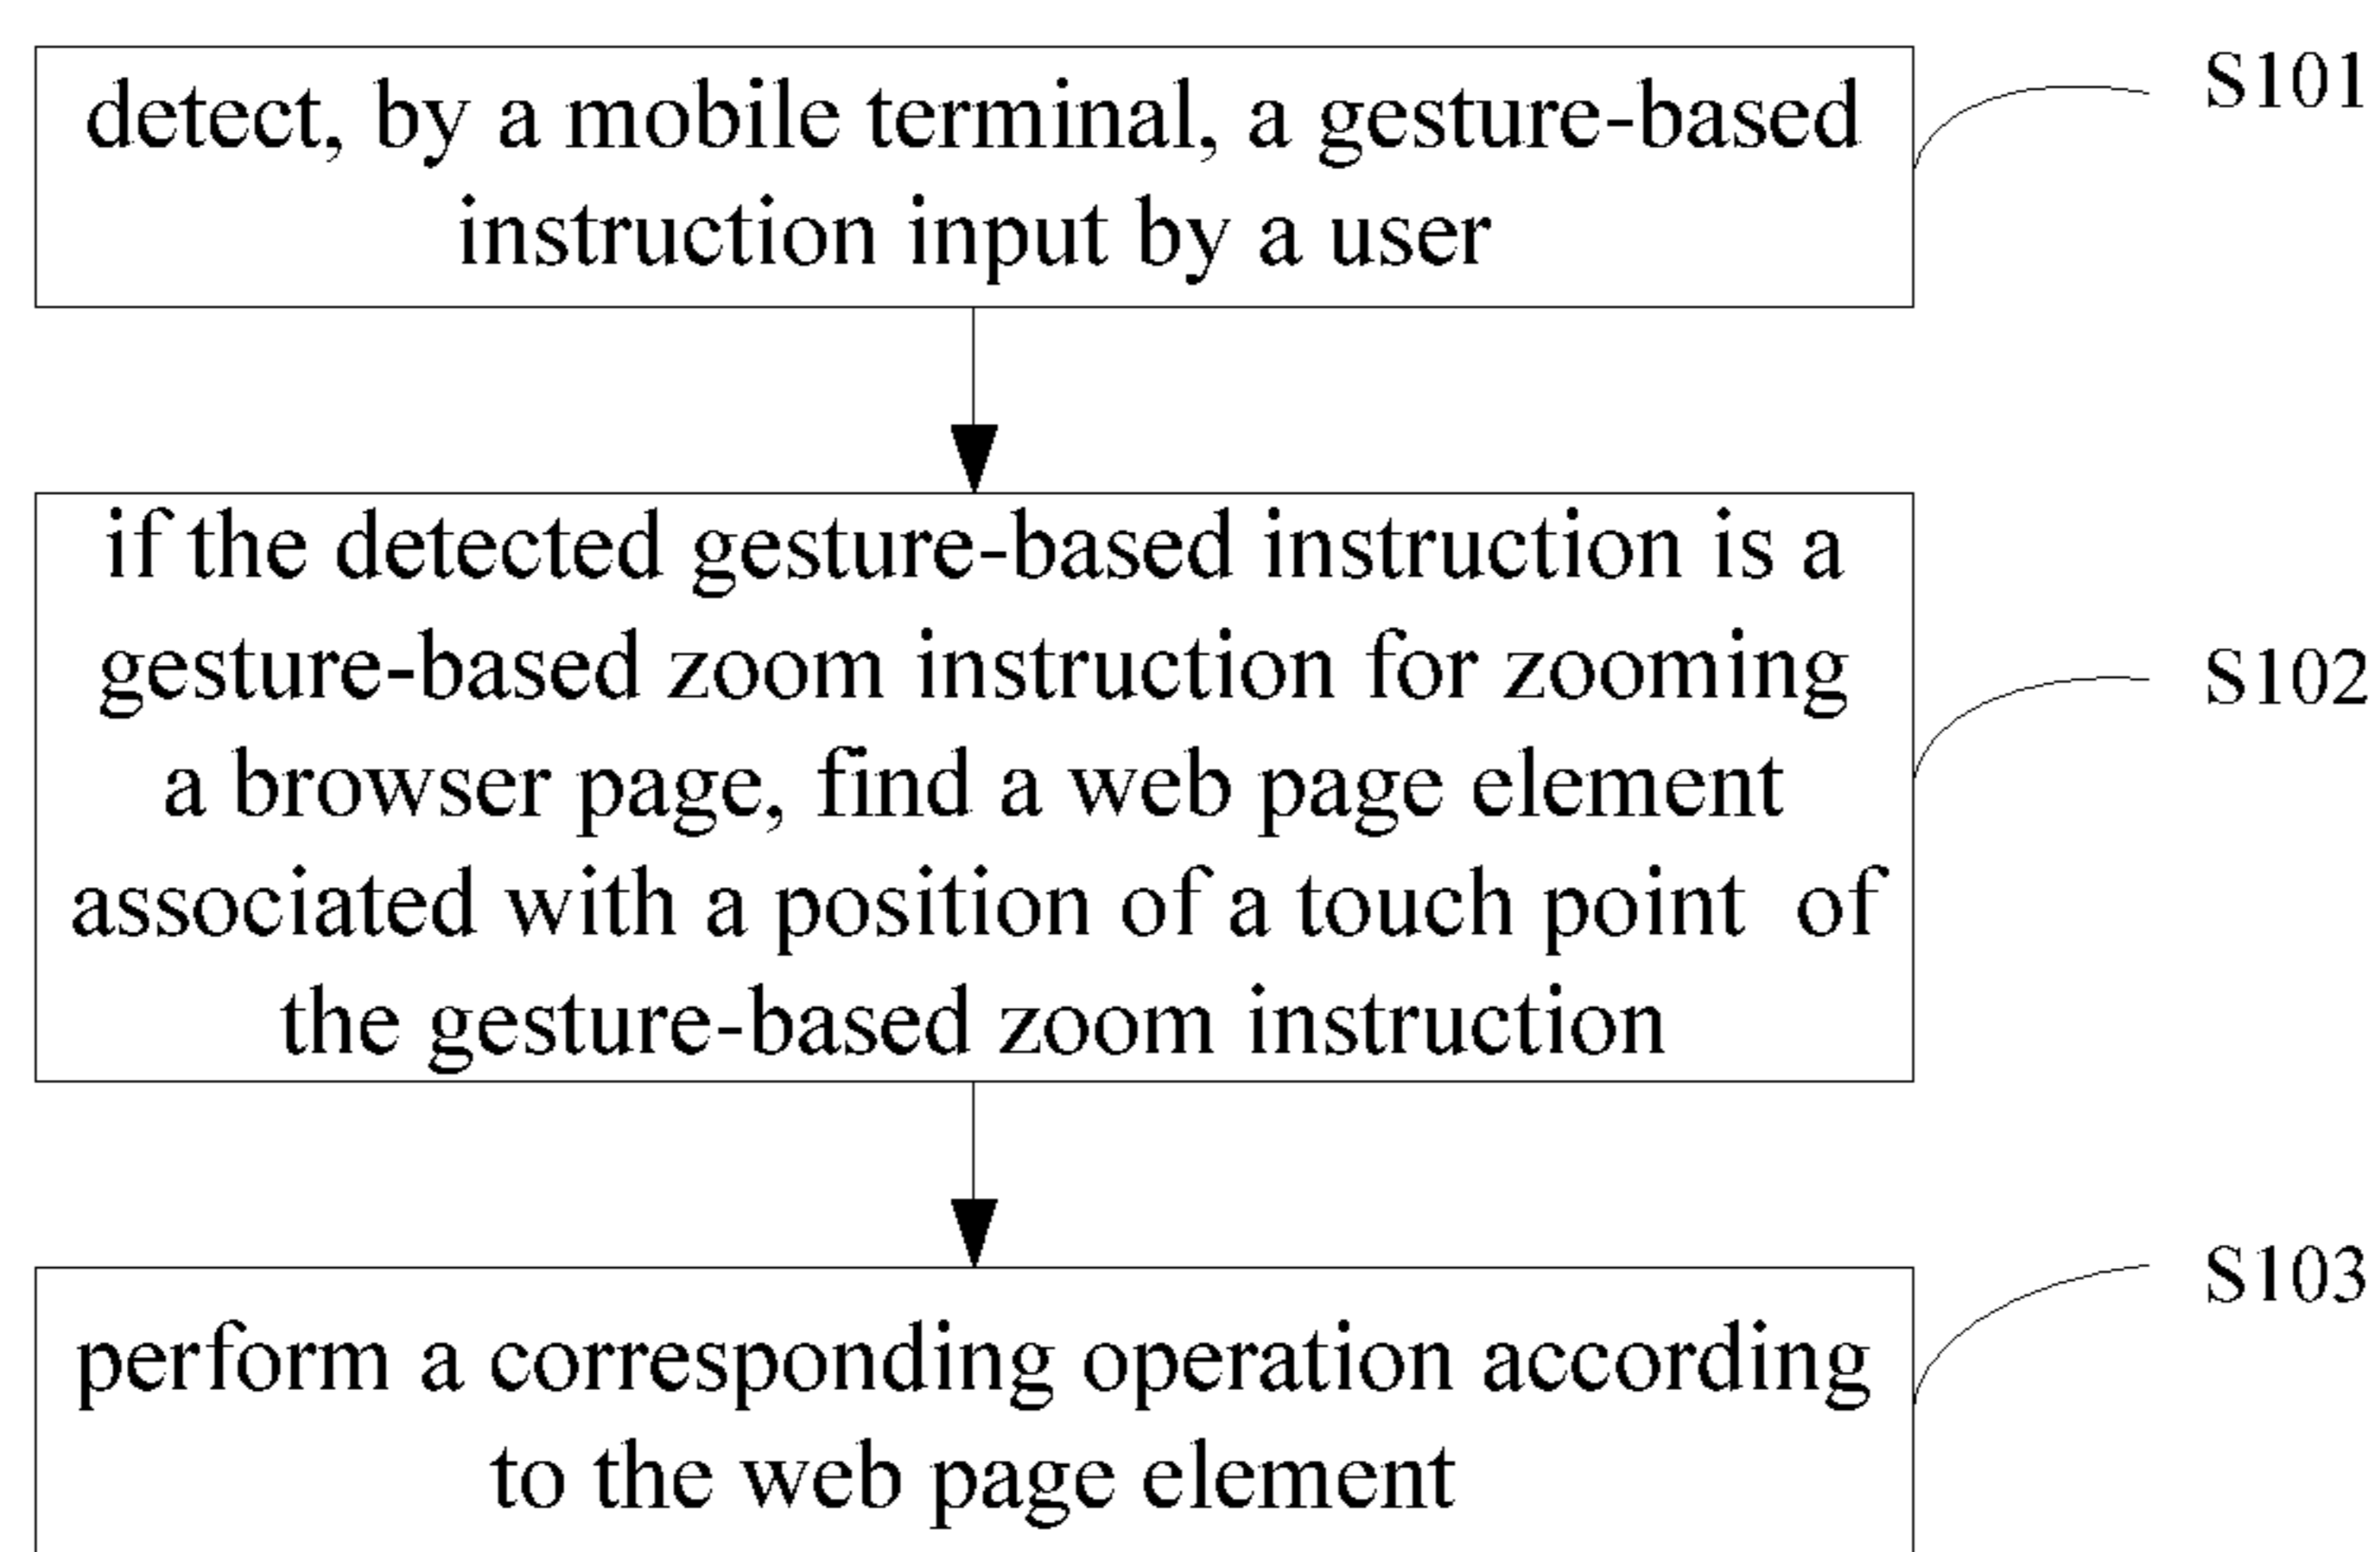 detect, by a mobile terminal, a gesture-based
instruction input by a user
S101
if the detected gesture-based instruction is a
gesture-based zoom instruction for zooming
a browser page, find a web page element
associated with a position of a touch point of
the gesture-based zoom instruction
S102
perform a corresponding operation according
to the web page element
S103